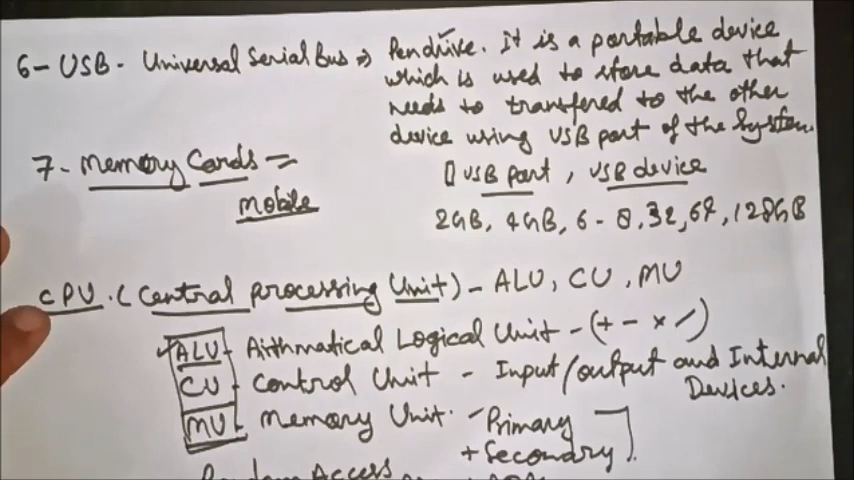 6- USB - Universal Serial Bus ⇒ Pendrive. It is a portable device
which is used to store data that
needs to transfered to the other
device using USB port of the System.
7- Memory Cards =
Mobile
USB port, USB device
2GB, 4GB, 6 - 8, 32, 64, 128GB
CPU. (Central processing Unit) - ALU, CU, MU
ALU - Airthmatical Logical Unit - (+ - × /)
CU - Control Unit - Input/output and Internal
Devices.
MU - Memory Unit. - Primary
+ Secondary
Random Access